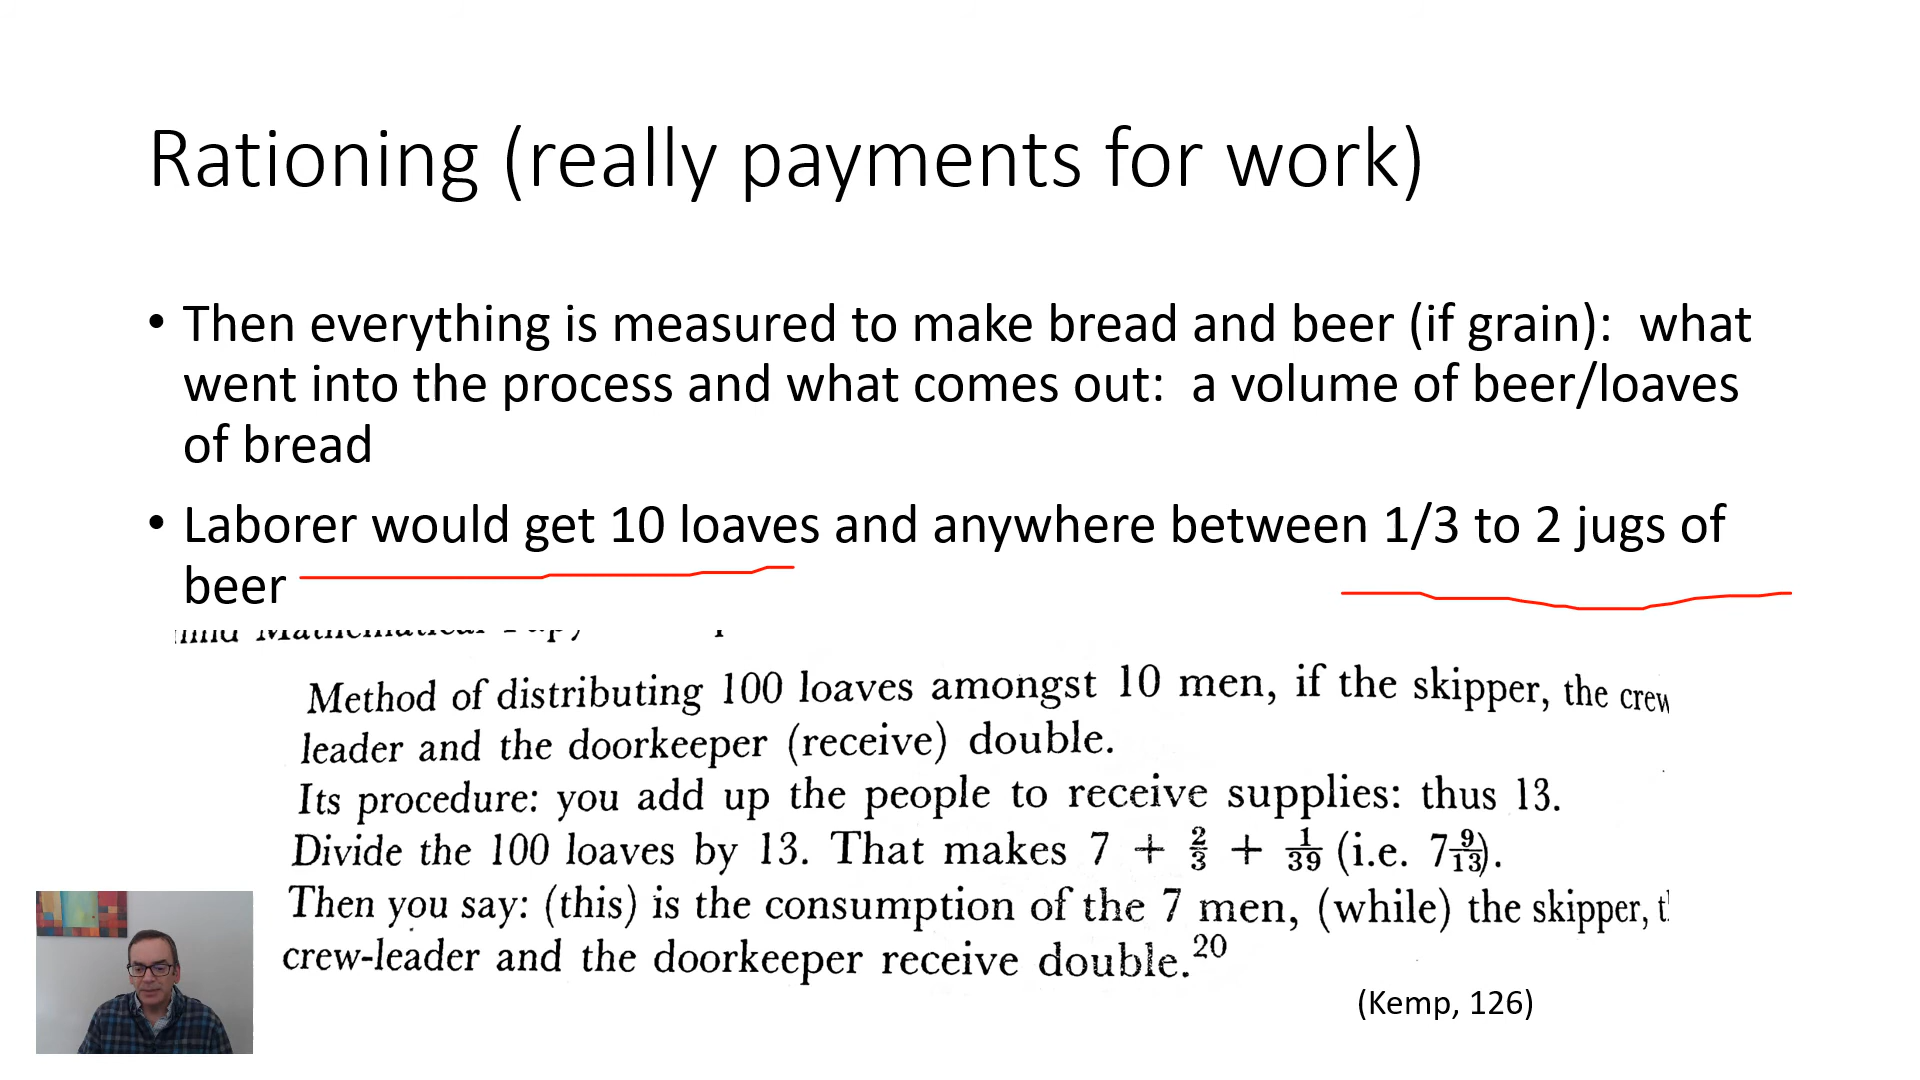 Rationing (really payments for work)
• Then everything is measured to make bread and beer (if grain):  what
went into the process and what comes out:  a volume of beer/loaves
of bread
• Laborer would get 10 loaves and anywhere between 1/3 to 2 jugs of
beer
Mathematical
Method of distributing 100 loaves amongst 10 men, if the skipper, the crew
leader and the doorkeeper (receive) double.
Its procedure: you add up the people to receive supplies: thus 13.
Divide the 100 loaves by 13. That makes 7 + 2/3 + 1/39 (i.e. 7 9/13).
Then you say: (this) is the consumption of the 7 men, (while) the skipper,
crew-leader and the doorkeeper receive double.20
(Kemp, 126)